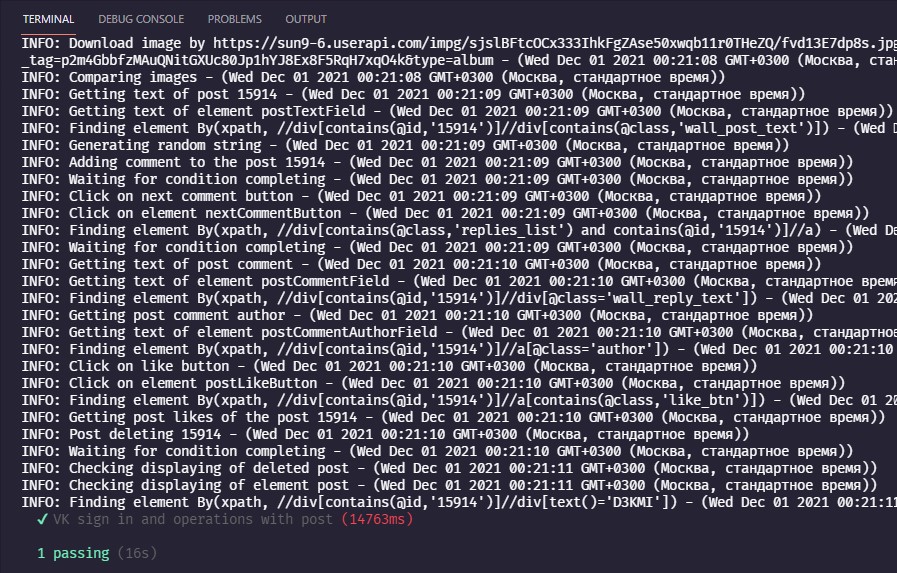 TERMINAL DEBUG CONSOLE PROBLEMS OUTPUT
INFO: Download image by https://sun9-6.userapi.com/impg/sjslBFtcOCx333IhkFgZAse50xwqb11r0THeZQ/fvd13E7dp8s.jpg
_tag=p2m4GbbfzMAuQNitGXUc80Jp1hYJ8Ex8F5RqH7xqO4k&type=album - (Wed Dec 01 2021 00:21:08 GMT+0300 (Москва, стан
INFO: Comparing images - (Wed Dec 01 2021 00:21:08 GMT+0300 (Москва, стандартное время))
INFO: Getting text of post 15914 - (Wed Dec 01 2021 00:21:09 GMT+0300 (Москва, стандартное время))
INFO: Getting text of element postTextField - (Wed Dec 01 2021 00:21:09 GMT+0300 (Москва, стандартное время))
INFO: Finding element By(xpath, //div[contains(@id,'15914')]//div[contains(@class,'wall_post_text')]) - (Wed D
INFO: Generating random string - (Wed Dec 01 2021 00:21:09 GMT+0300 (Москва, стандартное время))
INFO: Adding comment to the post 15914 - (Wed Dec 01 2021 00:21:09 GMT+0300 (Москва, стандартное время))
INFO: Waiting for condition completing - (Wed Dec 01 2021 00:21:09 GMT+0300 (Москва, стандартное время))
INFO: Click on next comment button - (Wed Dec 01 2021 00:21:09 GMT+0300 (Москва, стандартное время))
INFO: Click on element nextCommentButton - (Wed Dec 01 2021 00:21:09 GMT+0300 (Москва, стандартное время))
INFO: Finding element By(xpath, //div[contains(@class,'replies_list') and contains(@id,'15914')]//a) - (Wed De
INFO: Waiting for condition completing - (Wed Dec 01 2021 00:21:09 GMT+0300 (Москва, стандартное время))
INFO: Getting text of post comment - (Wed Dec 01 2021 00:21:10 GMT+0300 (Москва, стандартное время))
INFO: Getting text of element postCommentField - (Wed Dec 01 2021 00:21:10 GMT+0300 (Москва, стандартное время
INFO: Finding element By(xpath, //div[contains(@id,'15914')]//div[@class='wall_reply_text']) - (Wed Dec 01 202
INFO: Getting post comment author - (Wed Dec 01 2021 00:21:10 GMT+0300 (Москва, стандартное время))
INFO: Getting text of element postCommentAuthorField - (Wed Dec 01 2021 00:21:10 GMT+0300 (Москва, стандартное
INFO: Finding element By(xpath, //div[contains(@id,'15914')]//a[@class='author']) - (Wed Dec 01 2021 00:21:10
INFO: Click on like button - (Wed Dec 01 2021 00:21:10 GMT+0300 (Москва, стандартное время))
INFO: Click on element postLikeButton - (Wed Dec 01 2021 00:21:10 GMT+0300 (Москва, стандартное время))
INFO: Finding element By(xpath, //div[contains(@id,'15914')]//a[contains(@class,'like_btn')]) - (Wed Dec 01 20
INFO: Getting post likes of the post 15914 - (Wed Dec 01 2021 00:21:10 GMT+0300 (Москва, стандартное время))
INFO: Post deleting 15914 - (Wed Dec 01 2021 00:21:10 GMT+0300 (Москва, стандартное время))
INFO: Waiting for condition completing - (Wed Dec 01 2021 00:21:10 GMT+0300 (Москва, стандартное время))
INFO: Checking displaying of deleted post - (Wed Dec 01 2021 00:21:11 GMT+0300 (Москва, стандартное время))
INFO: Checking displaying of element post - (Wed Dec 01 2021 00:21:11 GMT+0300 (Москва, стандартное время))
INFO: Finding element By(xpath, //div[contains(@id,'15914')]//div[text()='D3KMI']) - (Wed Dec 01 2021 00:21:11
✓ VK sign in and operations with post (14763ms)
1 passing (16s)